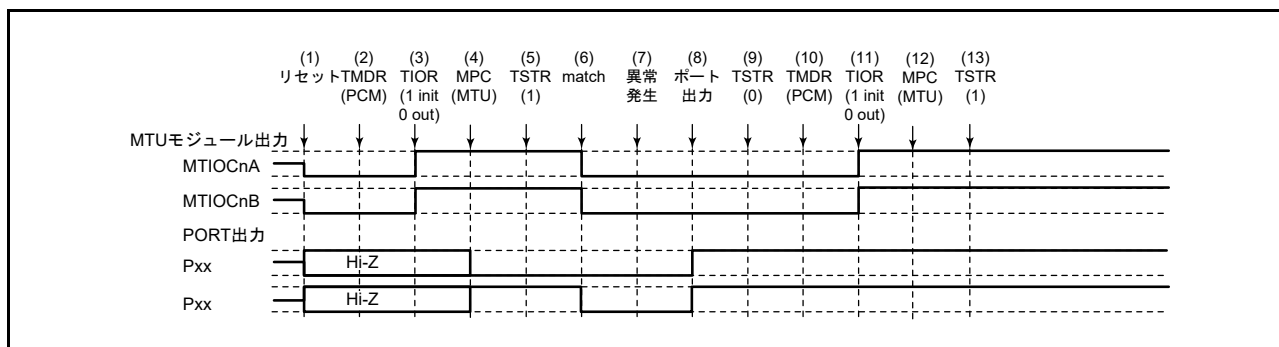 (1) (2) (3) (4) (5) (6) (7) (8) (9) (10) (11) (12) (13)
リセット TMDR TIOR MPC TSTR match 異常 ポート TSTR TMDR TIOR MPC TSTR
(PCM) (1 init (MTU) (1) 発生 出力 (0) (PCM) (1 init (MTU) (1)
0 out) 0 out)
MTUモジュール出力
MTIOCnA
MTIOCnB
PORT出力
Pxx Hi-Z
Pxx Hi-Z